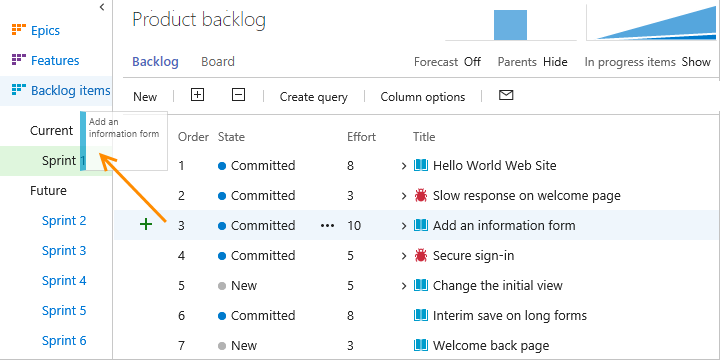 Product backlog
Epics
Features
Backlog items
Backlog Board
Forecast Off Parents Hide In progress items Show
New Create query Column options
Add an
information form
Current
Sprint 1
Future
Sprint 2
Sprint 3
Sprint 4
Sprint 5
Sprint 6
Order State Effort Title
1 Committed 8 Hello World Web Site
2 Committed 3 Slow response on welcome page
3 Committed 10 Add an information form
4 Committed 5 Secure sign-in
5 New 5 Change the initial view
6 Committed 8 Interim save on long forms
7 New 3 Welcome back page